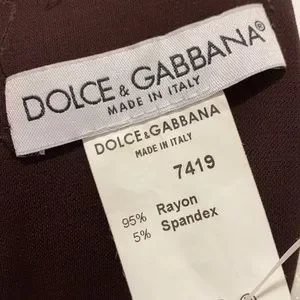 DOLCE & GABBANA®
MADE IN ITALY
DOLCE & GABBANA
MADE IN ITALY
7419
95% Rayon
5% Spandex